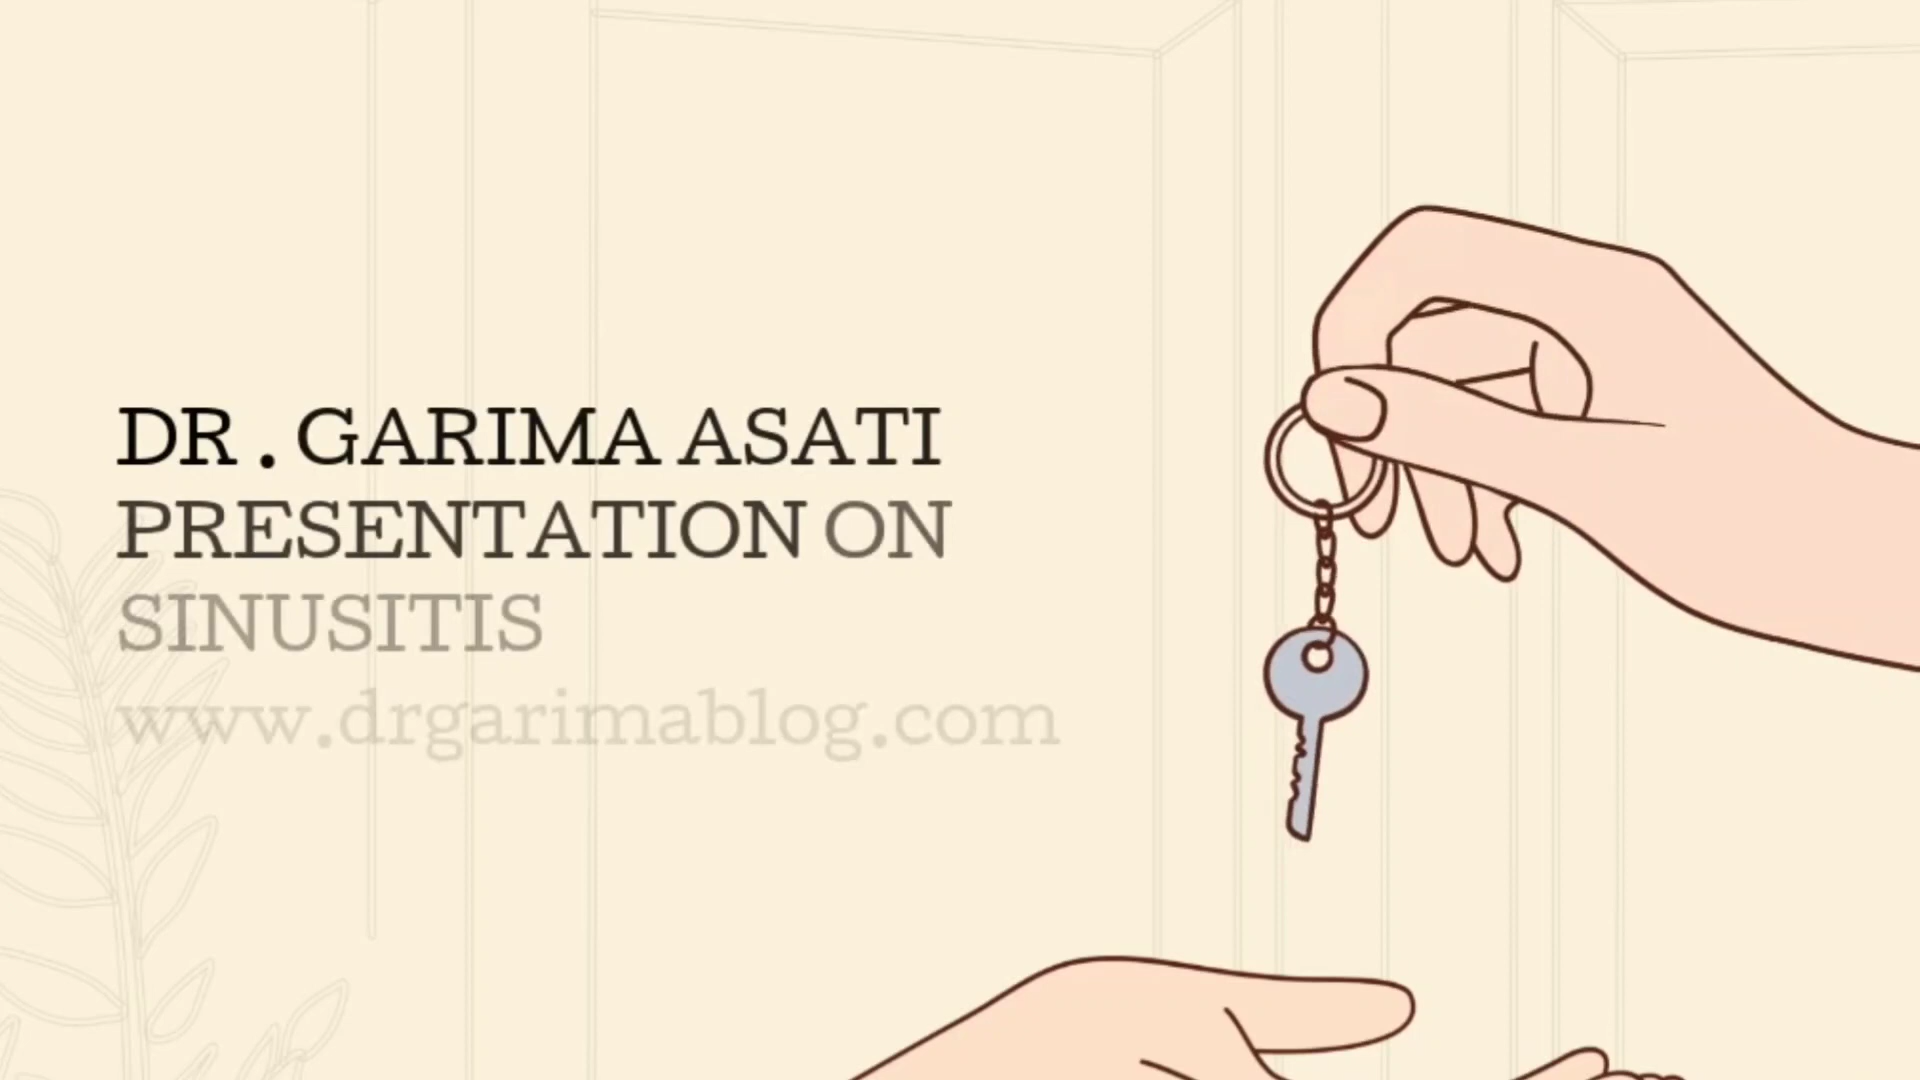 DR . GARIMA ASATI
PRESENTATION ON
SINUSITIS
www.drgarimablog.com